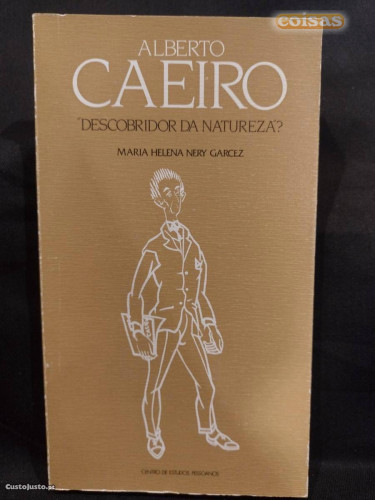 coisas
ALBERTO
CAEIRO
"DESCOBRIDOR DA NATUREZA"?
MARIA HELENA NERY GARCEZ
CENTRO DE ESTUDOS PESSOANOS
CustoJusto.pt